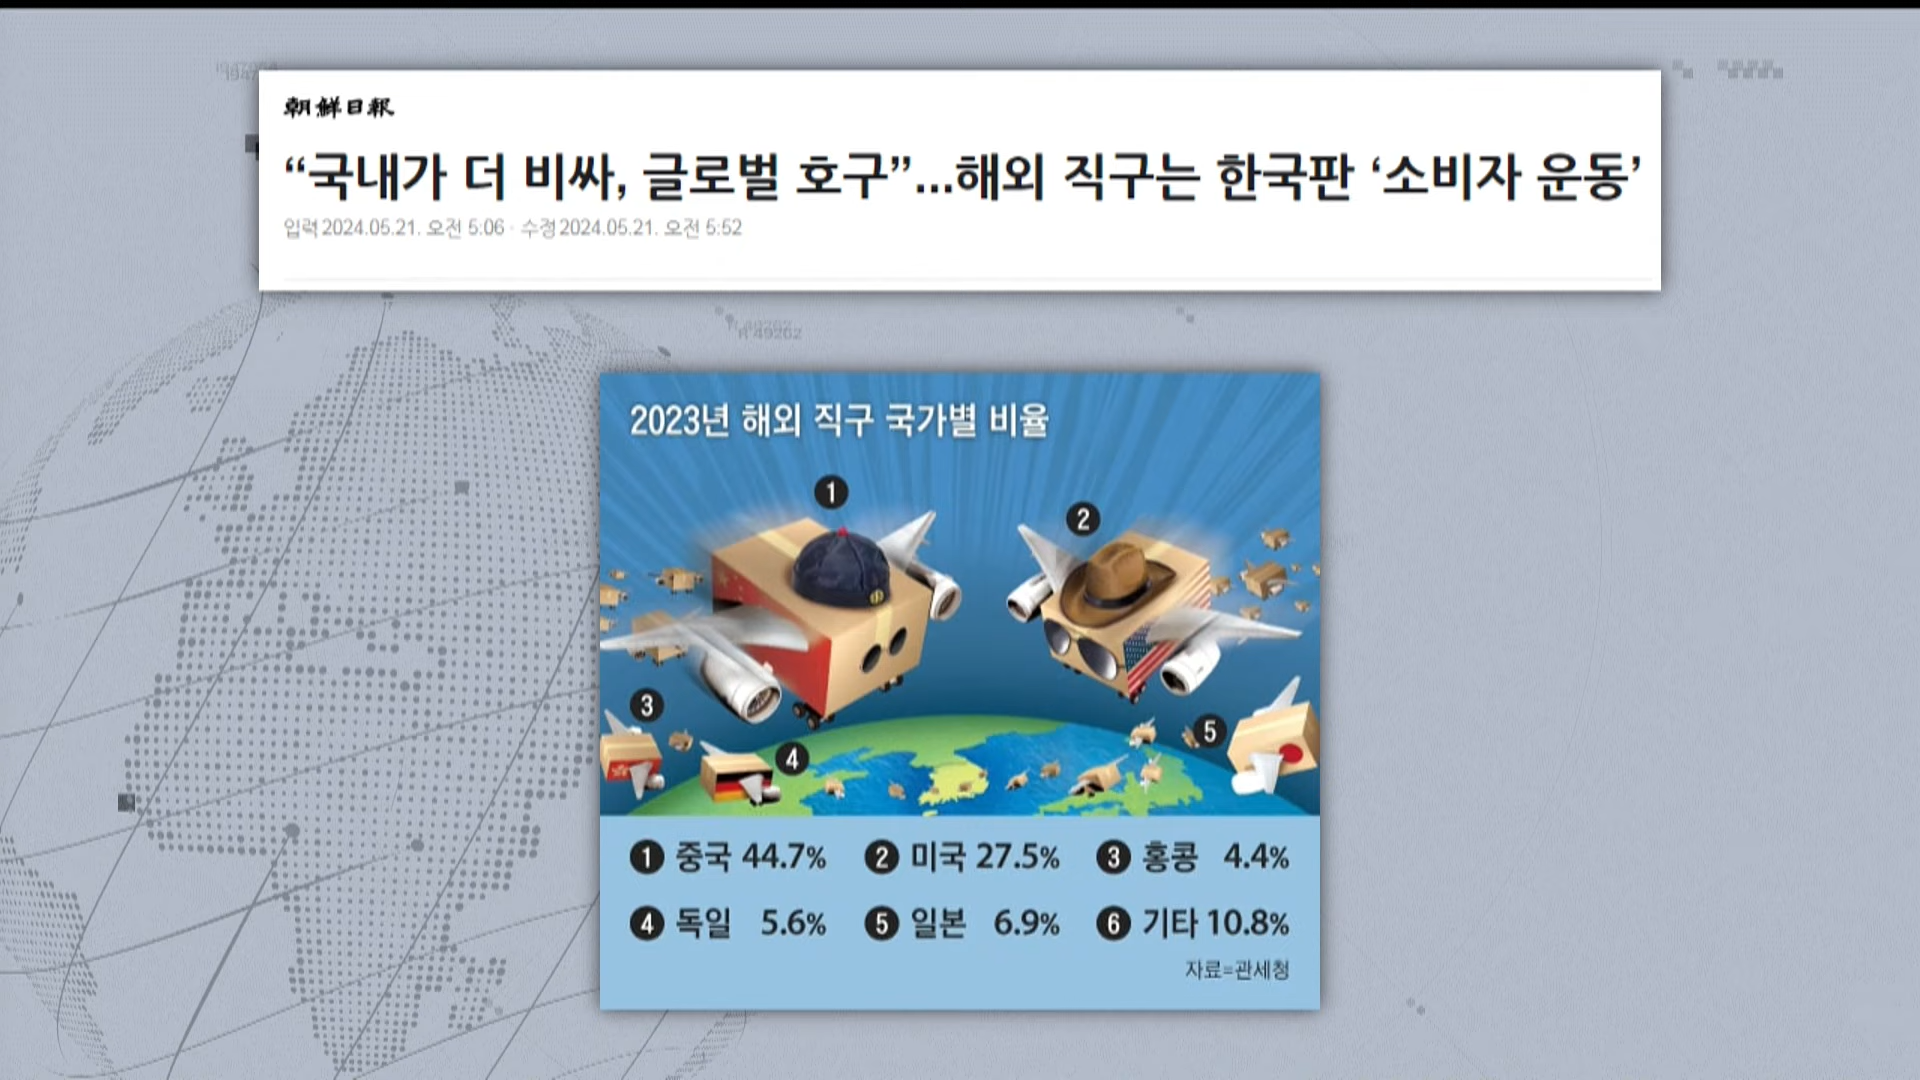 朝鮮日報
“국내가 더 비싸, 글로벌 호구”...해외 직구는 한국판 ‘소비자 운동’
입력 2024.05.21. 오전 5:06 · 수정 2024.05.21. 오전 5:52
2023년 해외 직구 국가별 비율
1
2
3
4
5
1 중국 44.7% 2 미국 27.5% 3 홍콩 4.4%
4 독일 5.6% 5 일본 6.9% 6 기타 10.8%
자료=관세청